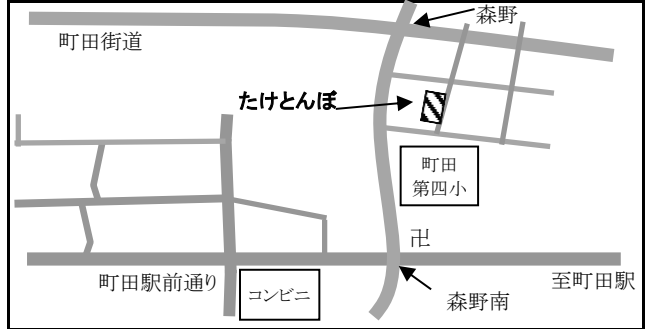 森野
町田街道
たけとんぼ
町田
第四小
卍
町田駅前通り
コンビニ
至町田駅
森野南